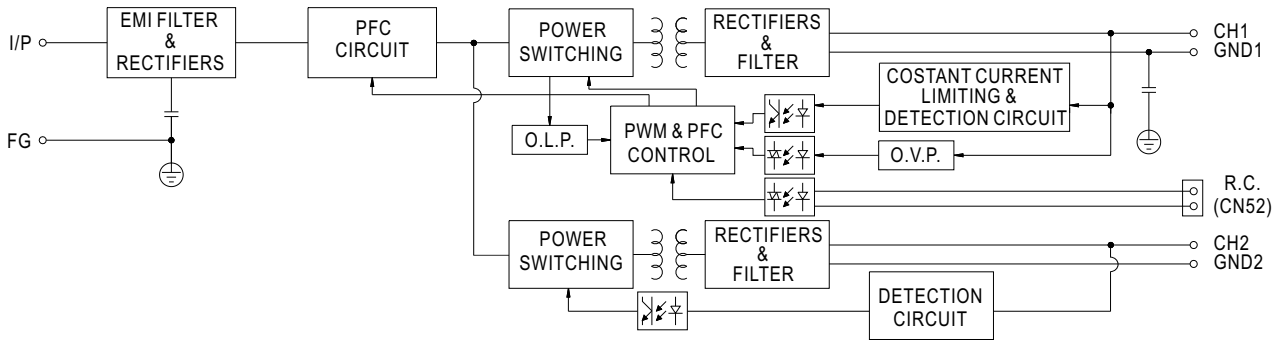 I/P
EMI FILTER
&
RECTIFIERS
PFC
CIRCUIT
POWER
SWITCHING
RECTIFIERS
&
FILTER
CH1
GND1
COSTANT CURRENT
LIMITING &
DETECTION CIRCUIT
FG
O.L.P.
PWM & PFC
CONTROL
O.V.P.
R.C.
(CN52)
POWER
SWITCHING
RECTIFIERS
&
FILTER
CH2
GND2
DETECTION
CIRCUIT